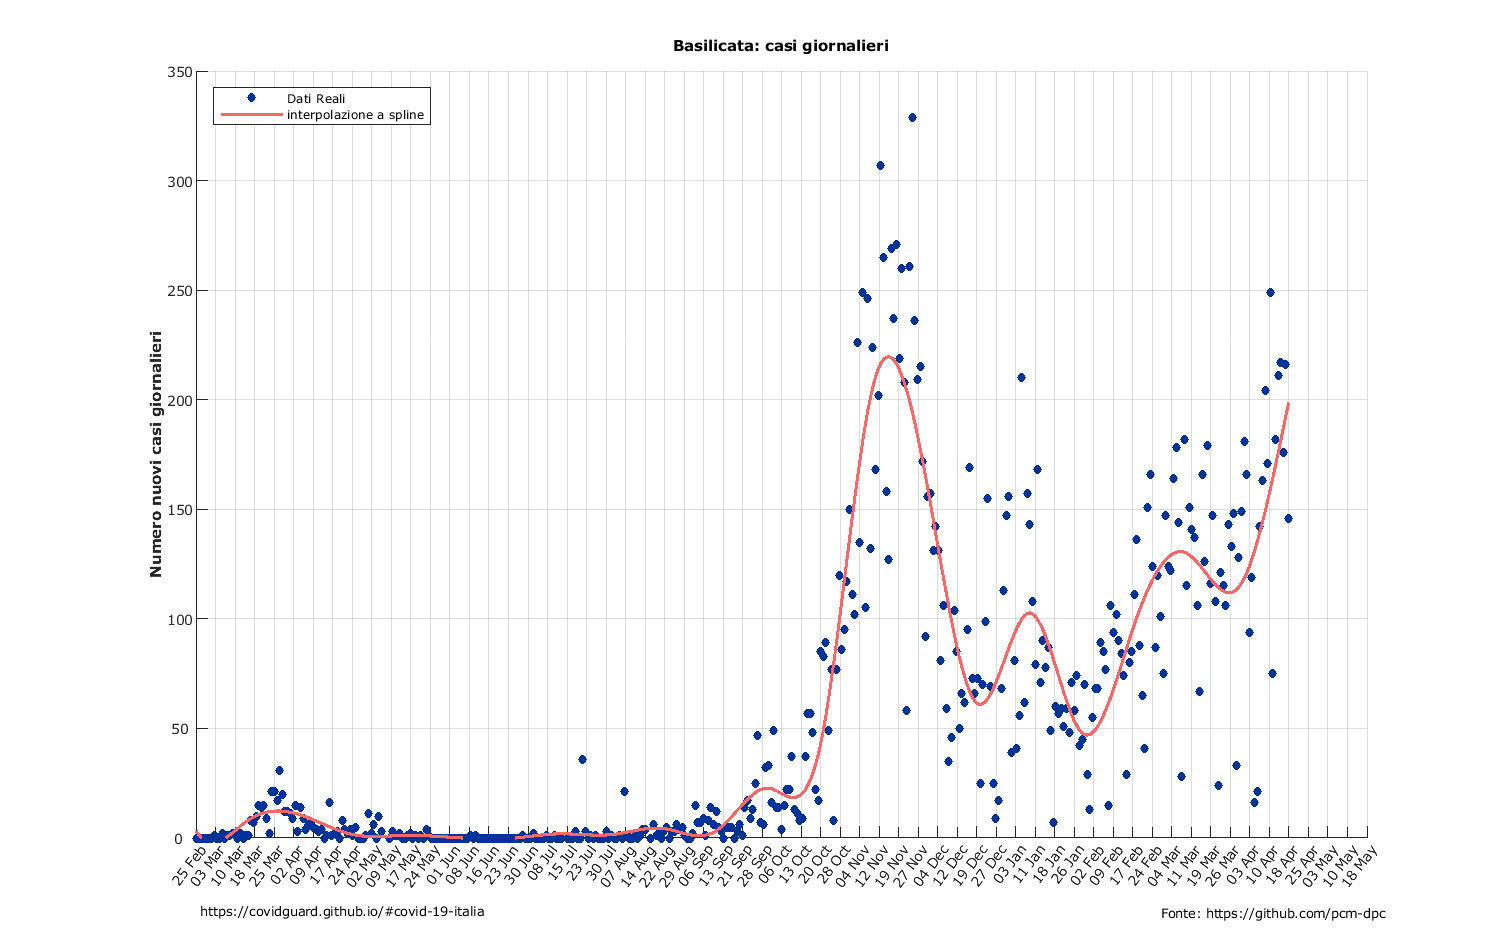 Basilicata: casi giornalieri
Dati Reali
interpolazione a spline
Numero nuovi casi giornalieri
350
300
250
200
150
100
50
0
25 Feb
03 Mar
10 Mar
18 Mar
25 Mar
02 Apr
09 Apr
17 Apr
24 Apr
02 May
09 May
17 May
24 May
01 Jun
08 Jun
16 Jun
23 Jun
30 Jun
08 Jul
15 Jul
23 Jul
30 Jul
07 Aug
14 Aug
22 Aug
29 Aug
06 Sep
13 Sep
21 Sep
28 Sep
06 Oct
13 Oct
20 Oct
28 Oct
04 Nov
12 Nov
19 Nov
27 Dec
04 Dec
12 Dec
19 Dec
27 Dec
03 Jan
11 Jan
18 Jan
26 Jan
02 Feb
09 Feb
17 Feb
24 Mar
04 Mar
11 Mar
19 Mar
26 Apr
03 Apr
10 Apr
18 Apr
25 May
03 May
10 May
18 May
https://covidguard.github.io/#covid-19-italia
Fonte: https://github.com/pcm-dpc